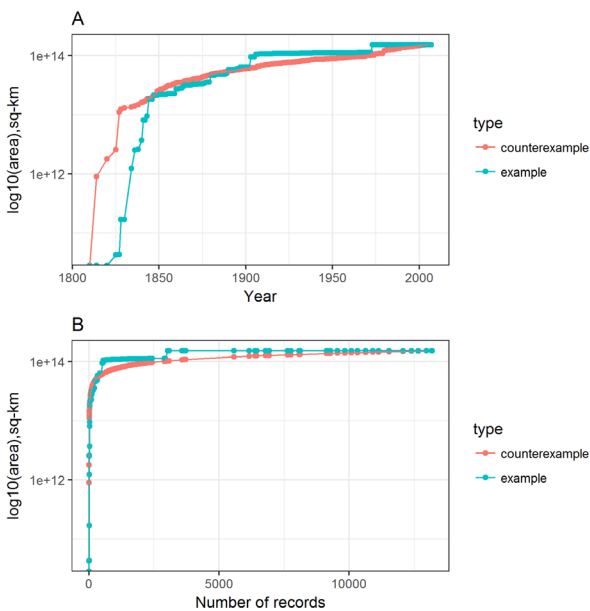 A
1e+14
1e+12
log10(area),sq-km
1800
1850
1900
1950
2000
Year
type
counterexample
example
B
1e+14
1e+12
log10(area),sq-km
0
5000
10000
Number of records
type
counterexample
example